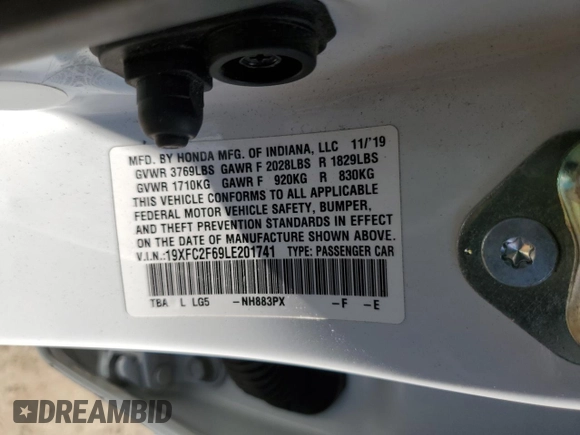 MFD. BY HONDA MFG. OF INDIANA, LLC 11/'19
GVWR 3769LBS GAWR F 2028LBS R 1829LBS
GVWR 1710KG GAWR F 920KG R 830KG
THIS VEHICLE CONFORMS TO ALL APPLICABLE
FEDERAL MOTOR VEHICLE SAFETY, BUMPER,
AND THEFT PREVENTION STANDARDS IN EFFECT
ON THE DATE OF MANUFACTURE SHOWN ABOVE.
V.I.N.:19XFC2F69LE201741 TYPE: PASSENGER CAR
TBA L LG5 -NH883PX -F -E
DREAMBID